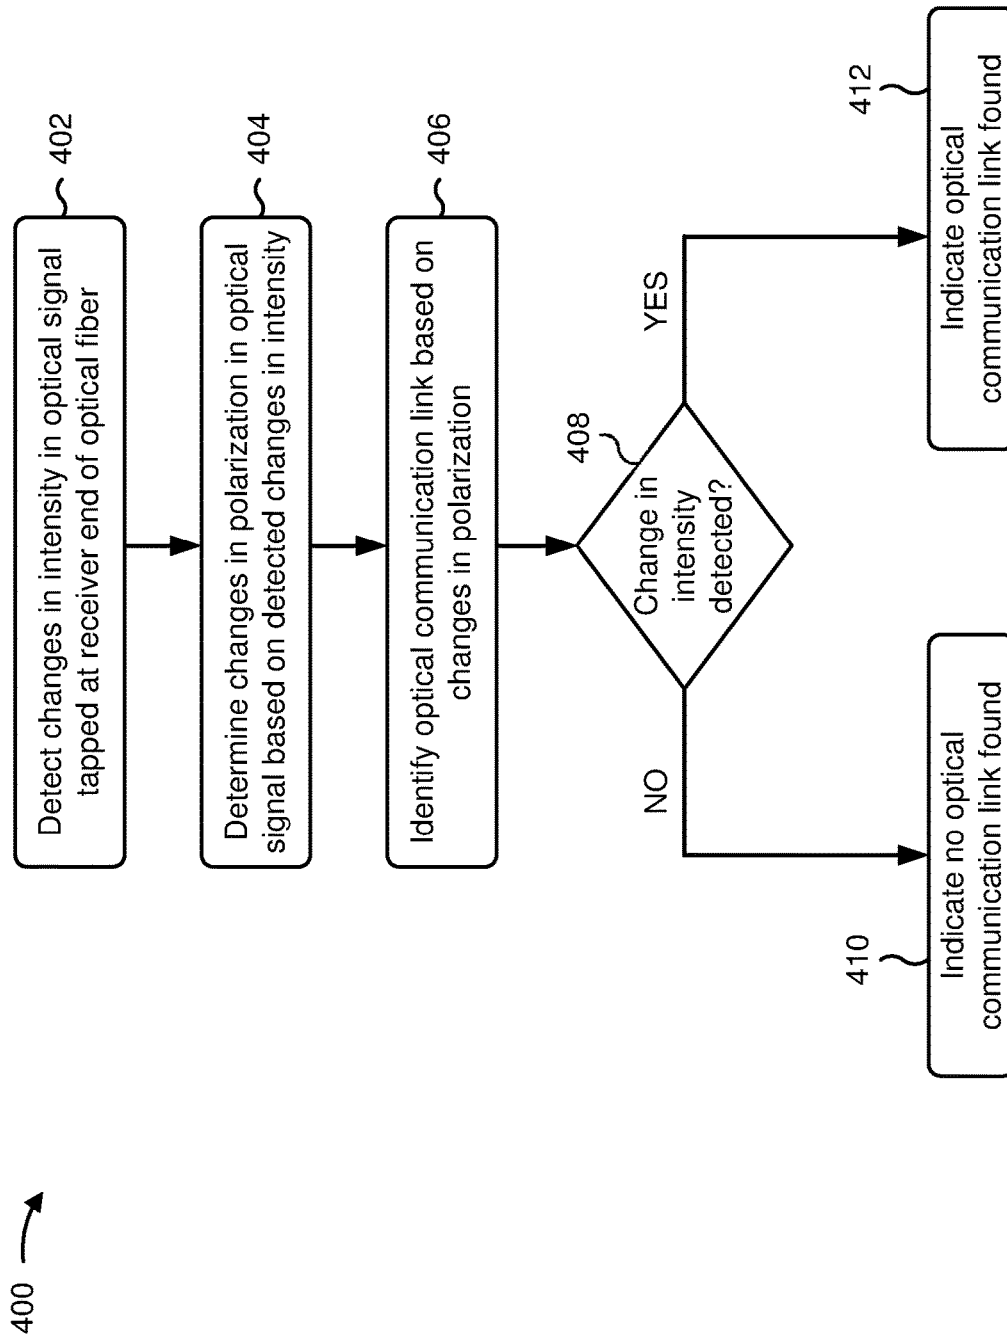 400
Detect changes in intensity in optical signal
tapped at receiver end of optical fiber
402
Determine changes in polarization in optical
signal based on detected changes in intensity
404
Identify optical communication link based on
changes in polarization
406
Change in
intensity
detected?
408
NO
YES
410
Indicate no optical
communication link found
412
Indicate optical
communication link found